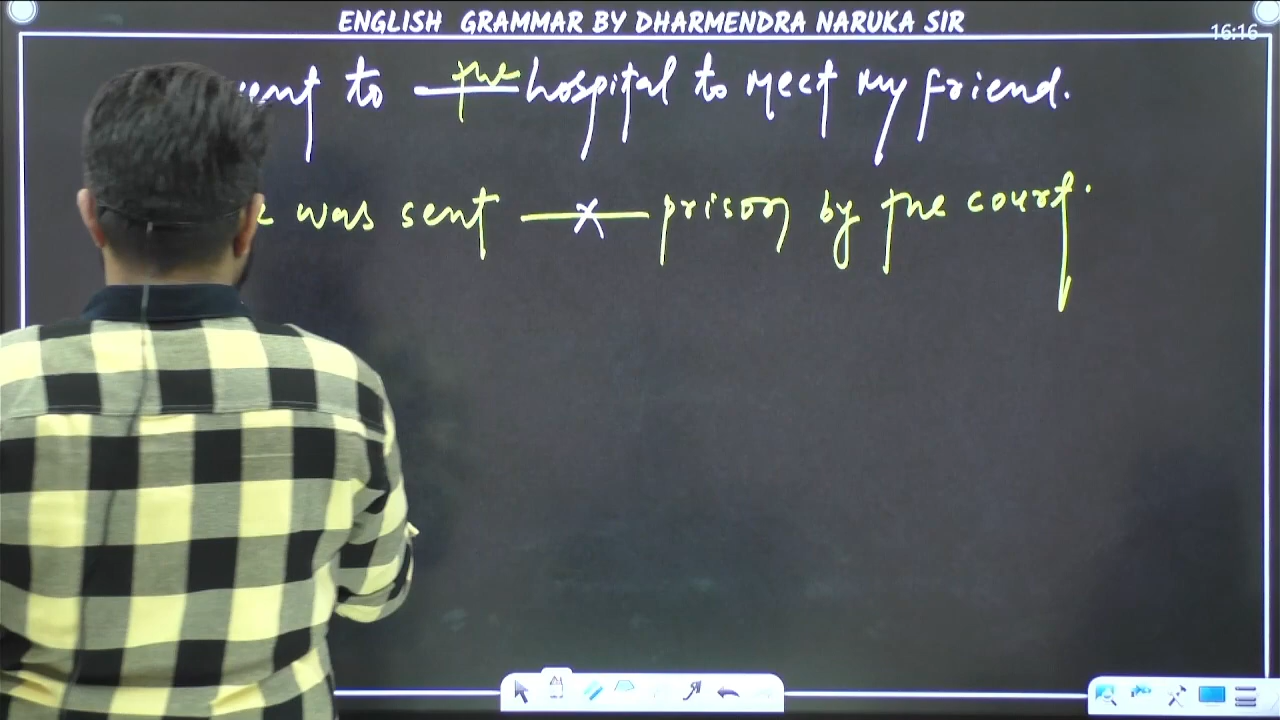 ENGLISH GRAMMAR BY DHARMENDRA NARUKA SIR
16:16
went to the hospital to meet my friend.
was sent x prison by the court.